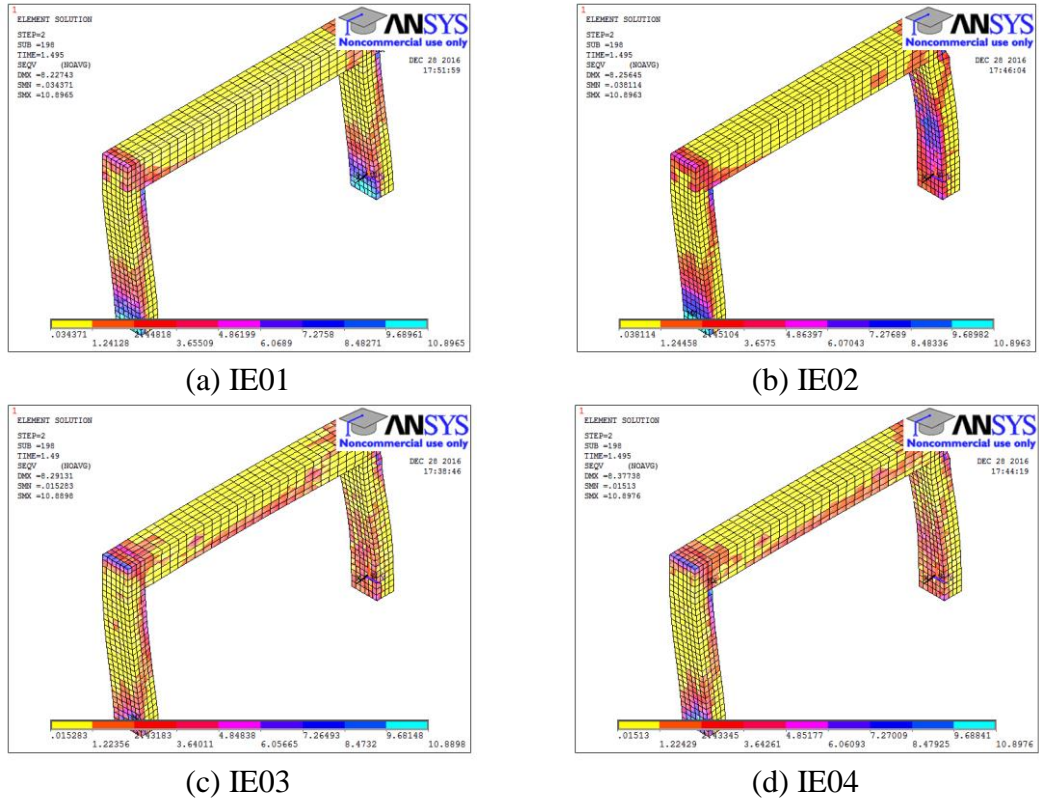 1
ELEMENT SOLUTION
STEP=2
SUB =198
TIME=1.495
SEQV (NOAVG)
DMX =8.22743
SMN =.034371
SMX =10.8965
ANSYS
Noncommercial use only
DEC 28 2016
17:51:59
.034371 4.86199 7.2758 9.68961
1.24128 3.65509 6.0689 8.48271 10.8965
(a) IE01
1
ELEMENT SOLUTION
STEP=2
SUB =198
TIME=1.495
SEQV (NOAVG)
DMX =8.25645
SMN =.038114
SMX =10.8963
ANSYS
Noncommercial use only
DEC 28 2016
17:46:04
.038114 4.86397 7.27689 9.68982
1.24458 3.6575 6.07043 8.48336 10.8963
(b) IE02
1
ELEMENT SOLUTION
STEP=2
SUB =198
TIME=1.49
SEQV (NOAVG)
DMX =8.29131
SMN =.015283
SMX =10.8898
ANSYS
Noncommercial use only
DEC 28 2016
17:38:46
.015283 4.84838 7.26493 9.68148
1.22356 3.64011 6.05665 8.4732 10.8898
(c) IE03
1
ELEMENT SOLUTION
STEP=2
SUB =198
TIME=1.495
SEQV (NOAVG)
DMX =8.37738
SMN =.01513
SMX =10.8976
ANSYS
Noncommercial use only
DEC 28 2016
17:44:19
.01513 4.85177 7.27009 9.68841
1.22429 3.64261 6.06093 8.47925 10.8976
(d) IE04